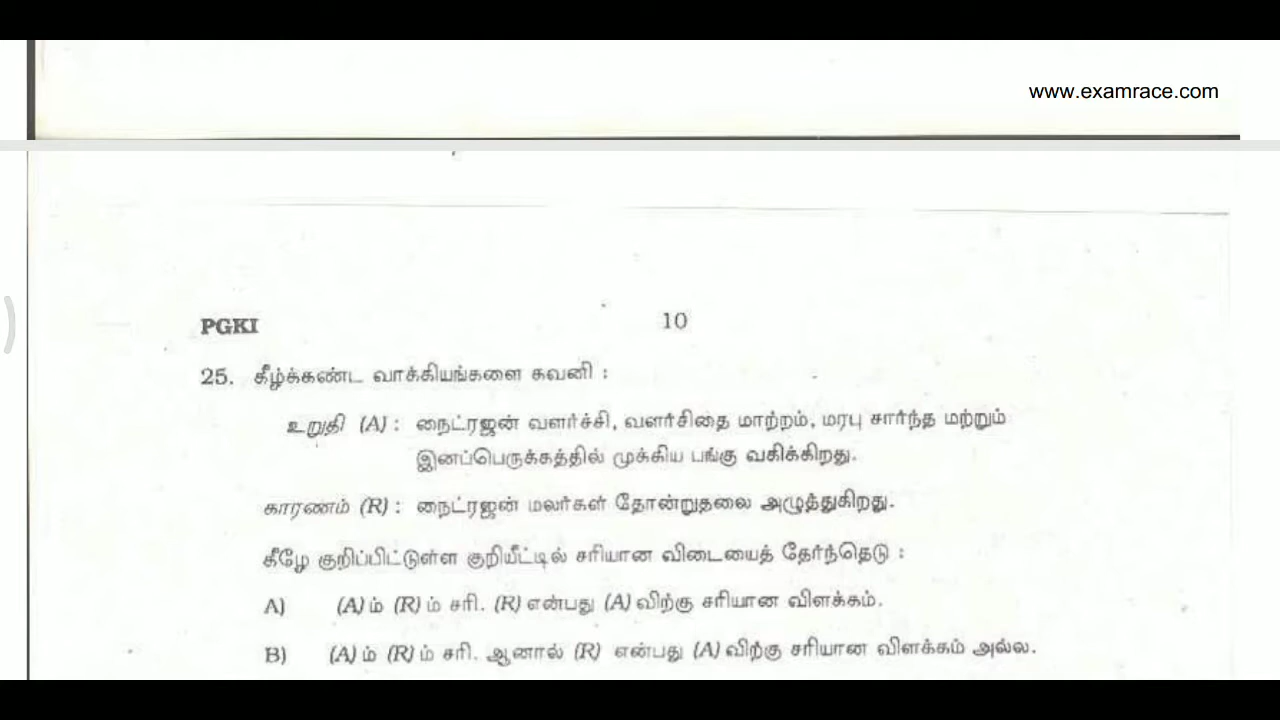 www.examrace.com
PGKI 10
25. கீழ்க்கண்ட வாக்கியங்களை கவனி :
உறுதி (A) : நைட்ரஜன் வளர்ச்சி, வளர்சிதை மாற்றம், மரபு சார்ந்த மற்றும்
இனப்பெருக்கத்தில் முக்கிய பங்கு வகிக்கிறது.
காரணம் (R) : நைட்ரஜன் மலர்கள் தோன்றுதலை அழுத்துகிறது.
கீழே குறிப்பிட்டுள்ள குறியீட்டில் சரியான விடையைத் தேர்ந்தெடு :
A) (A) ம் (R) ம் சரி. (R) என்பது (A) விற்கு சரியான விளக்கம்.
B) (A) ம் (R) ம் சரி. ஆனால் (R) என்பது (A) விற்கு சரியான விளக்கம் அல்ல.